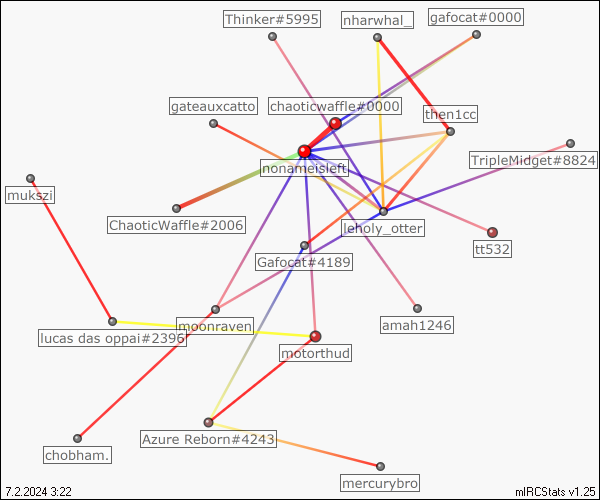 Thinker#5995
nharwhal_
gafocat#0000
gateauxcatto
chaoticwaffle#0000
then1cc
TripleMidget#8824
nonameisleft
mukszi
ChaoticWaffle#2006
leholy_otter
tt532
Gafocat#4189
moonraven
amah1246
lucas das oppai#2396
motorthud
Azure Reborn#4243
chobham.
mercurybro
7.2.2024 3:22
mIRCStats v1.25